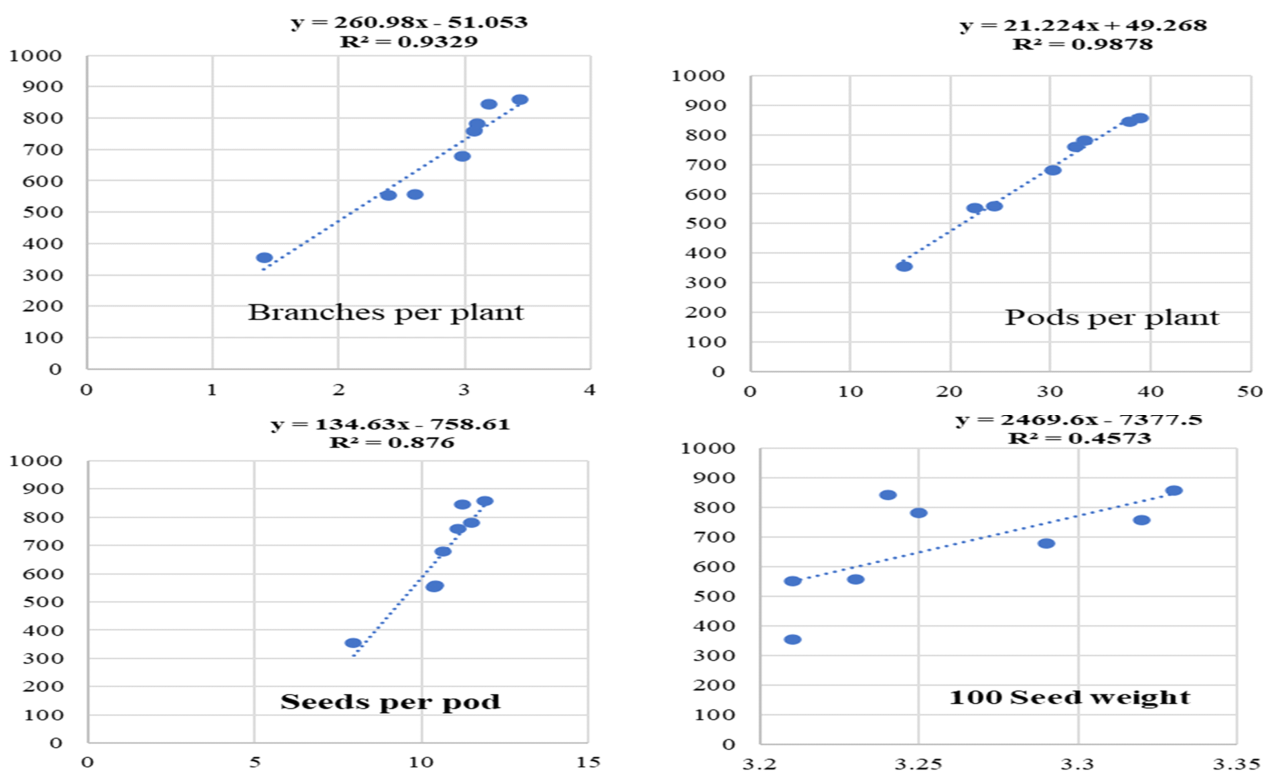 y = 260.98x - 51.053
R² = 0.9329
1000
900
800
700
600
500
400
300
200
100
0
0 1 2 3 4
Branches per plant
y = 21.224x + 49.268
R² = 0.9878
1000
900
800
700
600
500
400
300
200
100
0
0 10 20 30 40 50
Pods per plant
y = 134.63x - 758.61
R² = 0.876
1000
900
800
700
600
500
400
300
200
100
0
0 5 10 15
Seeds per pod
y = 2469.6x - 7377.5
R² = 0.4573
1000
900
800
700
600
500
400
300
200
100
0
3.2 3.25 3.3 3.35
100 Seed weight